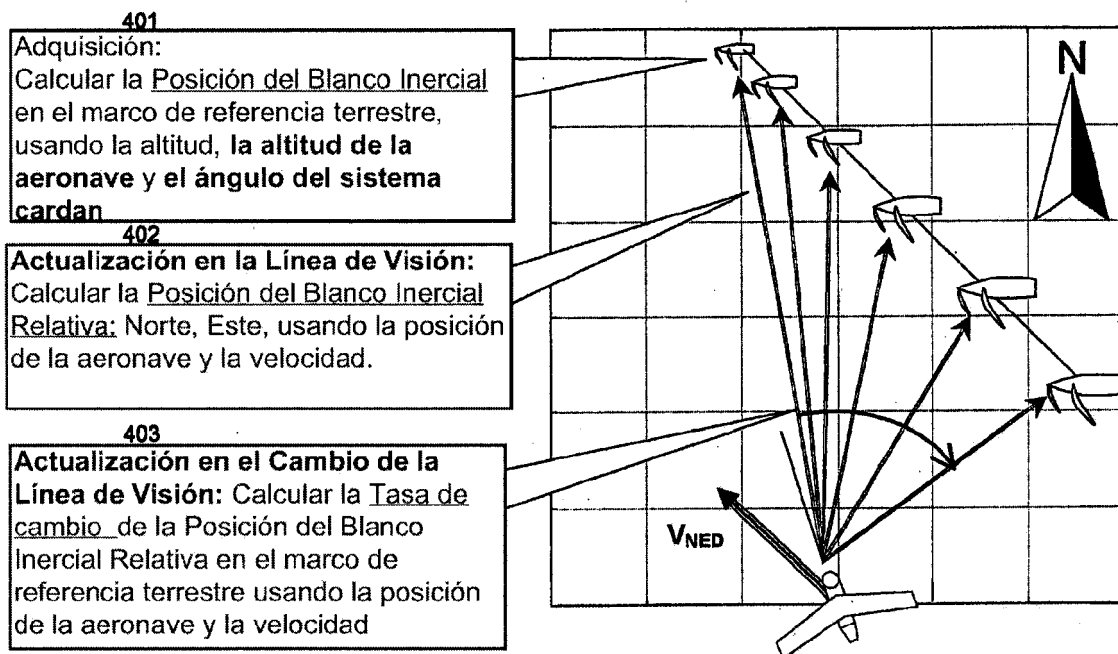 401
Adquisición:
Calcular la Posición del Blanco Inercial
en el marco de referencia terrestre,
usando la altitud, la altitud de la
aeronave y el ángulo del sistema
cardan
402
Actualización en la Línea de Visión:
Calcular la Posición del Blanco Inercial
Relativa: Norte, Este, usando la posición
de la aeronave y la velocidad.
403
Actualización en el Cambio de la
Línea de Visión: Calcular la Tasa de
cambio de la Posición del Blanco
Inercial Relativa en el marco de
referencia terrestre usando la posición
de la aeronave y la velocidad
N
VNED